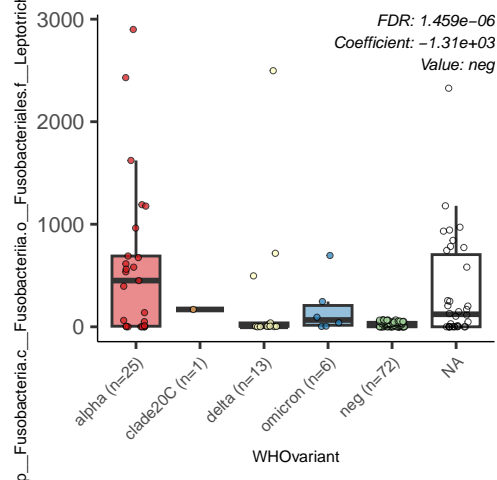 FDR: 1.459e−06
Coefficient: −1.31e+03
Value: neg
p__Fusobacteria.c__Fusobacteriia.o__Fusobacteriales.f__Leptotrich
3000
2000
1000
0
alpha (n=25)
clade20C (n=1)
delta (n=13)
omicron (n=6)
neg (n=72)
NA
WHOvariant